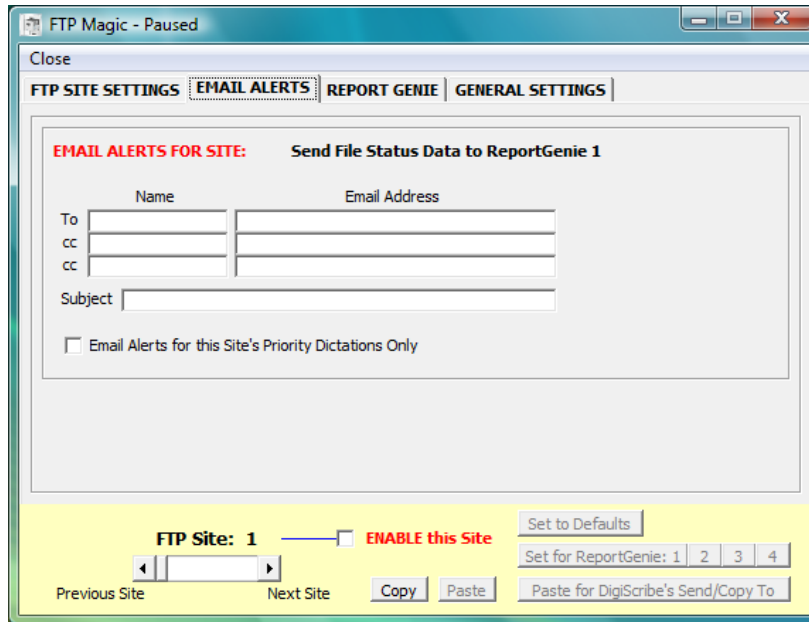 FTP Magic - Paused
Close
FTP SITE SETTINGS EMAIL ALERTS REPORT GENIE GENERAL SETTINGS
EMAIL ALERTS FOR SITE: Send File Status Data to ReportGenie 1
Name Email Address
To
cc
cc
Subject
Email Alerts for this Site's Priority Dictations Only
FTP Site: 1 ENABLE this Site
Previous Site Next Site
Copy Paste
Set to Defaults
Set for ReportGenie: 1 2 3 4
Paste for DigiScribe's Send/Copy To